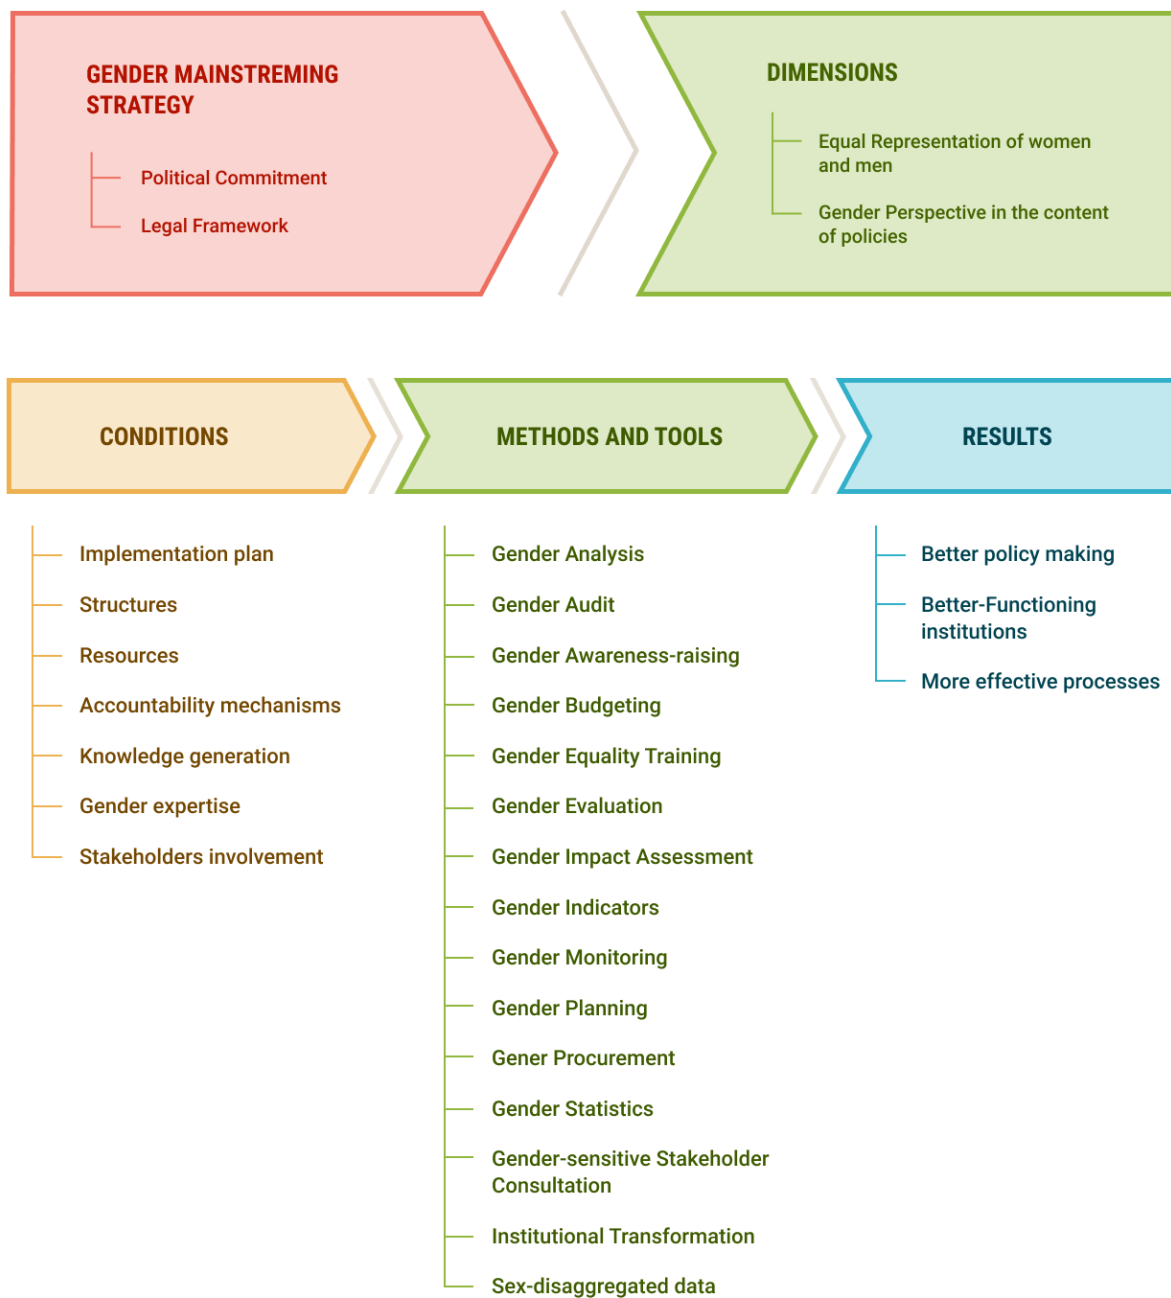 GENDER MAINSTREMING
STRATEGY
Political Commitment
Legal Framework
DIMENSIONS
Equal Representation of women
and men
Gender Perspective in the content
of policies
CONDITIONS
Implementation plan
Structures
Resources
Accountability mechanisms
Knowledge generation
Gender expertise
Stakeholders involvement
METHODS AND TOOLS
Gender Analysis
Gender Audit
Gender Awareness-raising
Gender Budgeting
Gender Equality Training
Gender Evaluation
Gender Impact Assessment
Gender Indicators
Gender Monitoring
Gender Planning
Gener Procurement
Gender Statistics
Gender-sensitive Stakeholder
Consultation
Institutional Transformation
Sex-disaggregated data
RESULTS
Better policy making
Better-Functioning
institutions
More effective processes